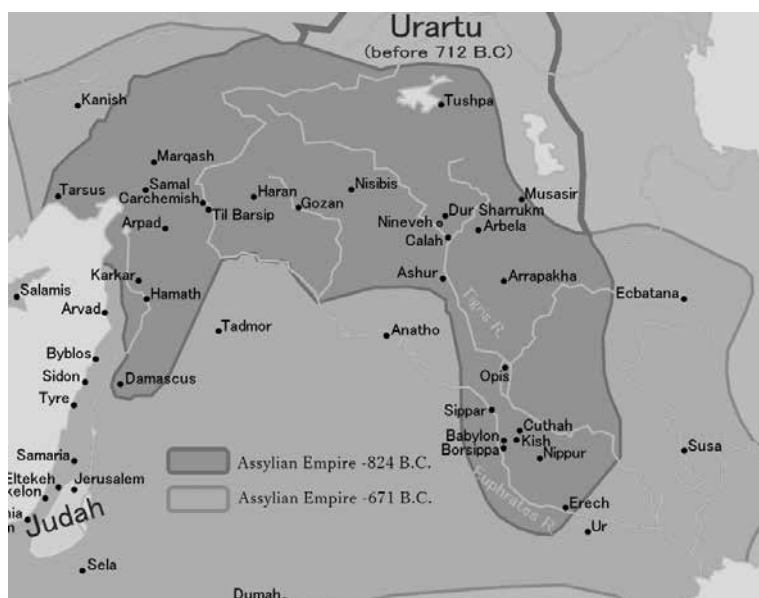 Urartu
(before 712 B.C)
Kanish
Tushpa
Marqash
Samal
Carchemish
Tarsus
Til Barsip
Haran
Gozan
Nisibis
Musasir
Dur Sharrukm
Nineveh
Arbela
Calah
Arpad
Karkar
Hamath
Salamis
Arvad
Ashur
Arrapakha
Ecbatana
Tigris R.
Tadmor
Anatho
Byblos
Sidon
Damascus
Tyre
Opis
Sippar
Cuthah
Babylon
Kish
Borsippa
Nippur
Susa
Samaria
Assylian Empire -824 B.C.
Eltekeh
Jerusalem
kelon
Assylian Empire -671 B.C.
Euphrates R.
Judah
nia
m
Erech
Ur
Sela
Dumah